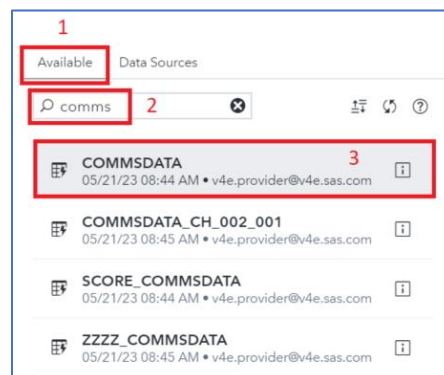 1
Available Data Sources
comms 2
COMMSDATA 3
05/21/23 08:44 AM • v4e.provider@v4e.sas.com
COMMSDATA_CH_002_001
05/21/23 08:45 AM • v4e.provider@v4e.sas.com
SCORE_COMMSDATA
05/21/23 08:44 AM • v4e.provider@v4e.sas.com
ZZZZ_COMMSDATA
05/21/23 08:45 AM • v4e.provider@v4e.sas.com